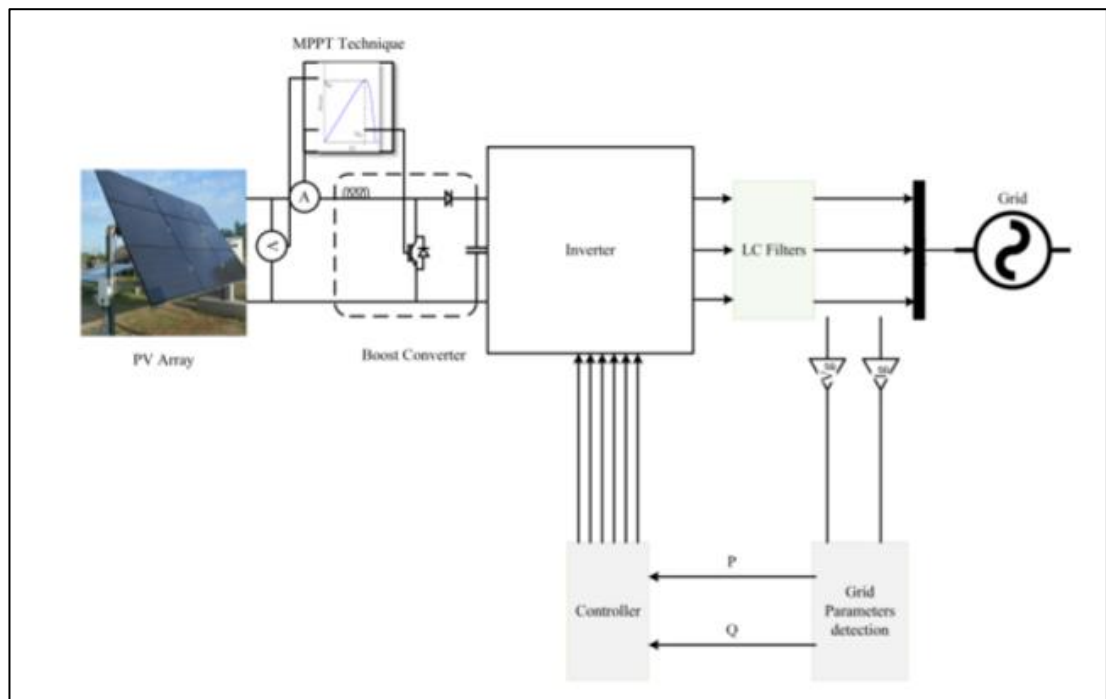 MPPT Technique
A
V
PV Array
Boost Converter
Inverter
LC Filters
Grid
P
Q
Controller
Grid
Parameters
detection